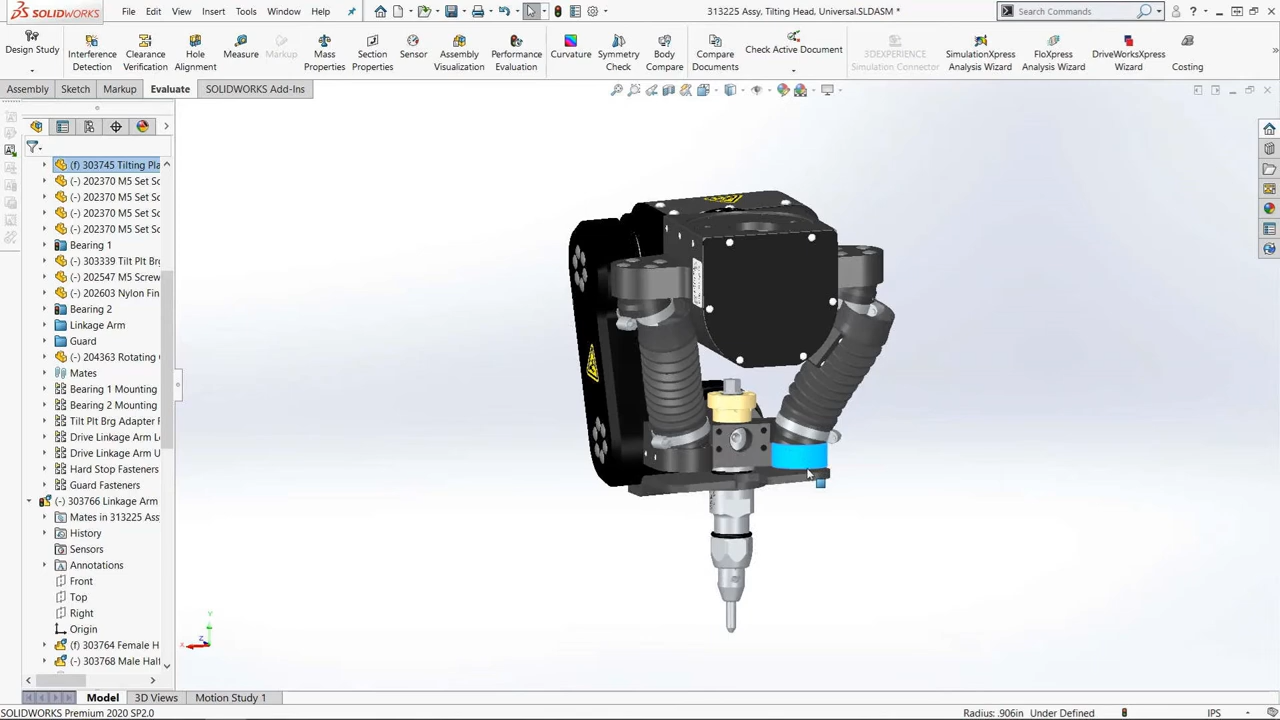 SOLIDWORKS File Edit View Insert Tools Window Help 313225 Assy, Tilting Head, Universal.SLDASM * Search Commands
Design Study
Interference Detection
Clearance Verification
Hole Alignment
Measure
Markup
Mass Properties
Section Properties
Sensor
Assembly Visualization
Performance Evaluation
Curvature
Symmetry Check
Body Compare
Compare Documents
Check Active Document
3DEXPERIENCE Simulation Connector
SimulationXpress Analysis Wizard
FloXpress Analysis Wizard
DriveWorksXpress Wizard
Costing
Assembly Sketch Markup Evaluate SOLIDWORKS Add-Ins
(f) 303745 Tilting Pla
(-) 202370 M5 Set Sc
(-) 202370 M5 Set Sc
(-) 202370 M5 Set Sc
(-) 202370 M5 Set Sc
Bearing 1
(-) 303339 Tilt Plt Brg
(-) 202547 M5 Screw
(-) 202603 Nylon Fin
Bearing 2
Linkage Arm
Guard
(-) 204363 Rotating
Mates
Bearing 1 Mounting
Bearing 2 Mounting
Tilt Plt Brg Adapter F
Drive Linkage Arm Lo
Drive Linkage Arm U
Hard Stop Fasteners
Guard Fasteners
(-) 303766 Linkage Arm
Mates in 313225 Assy
History
Sensors
Annotations
Front
Top
Right
Origin
(f) 303764 Female H
(-) 303768 Male Half
Y
X
Z
Model 3D Views Motion Study 1
SOLIDWORKS Premium 2020 SP2.0 Radius: .906in Under Defined IPS